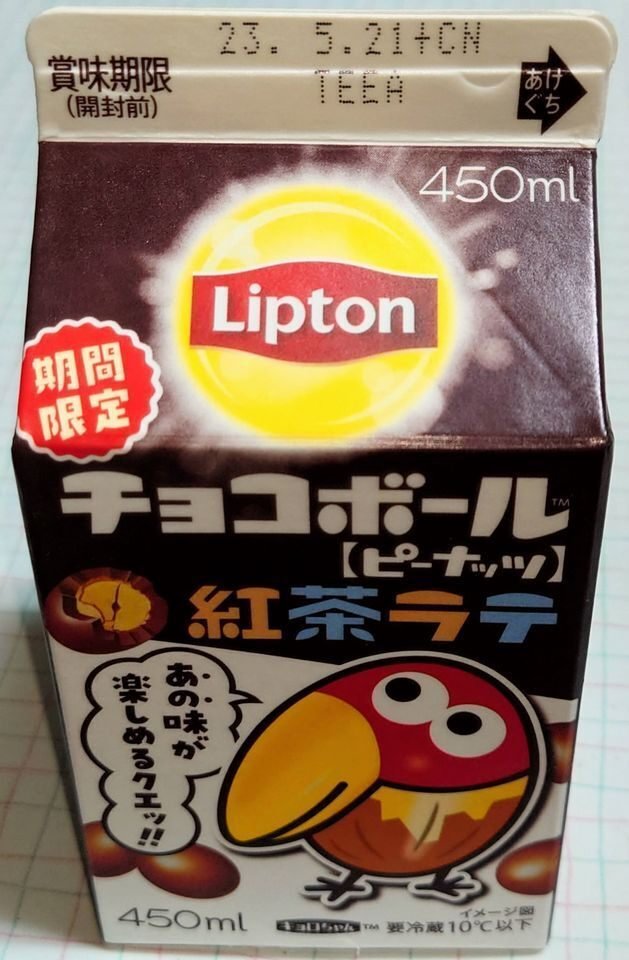 賞味期限
(開封前)
23. 5.21+CN
TEEA
あけ
ぐち
450ml
Lipton
期間
限定
チョコボール™
【ピーナッツ】
紅茶ラテ
あの味が
楽しめるクエッ!!
イメージ図
450ml
キョロちゃん™ 要冷蔵10℃以下